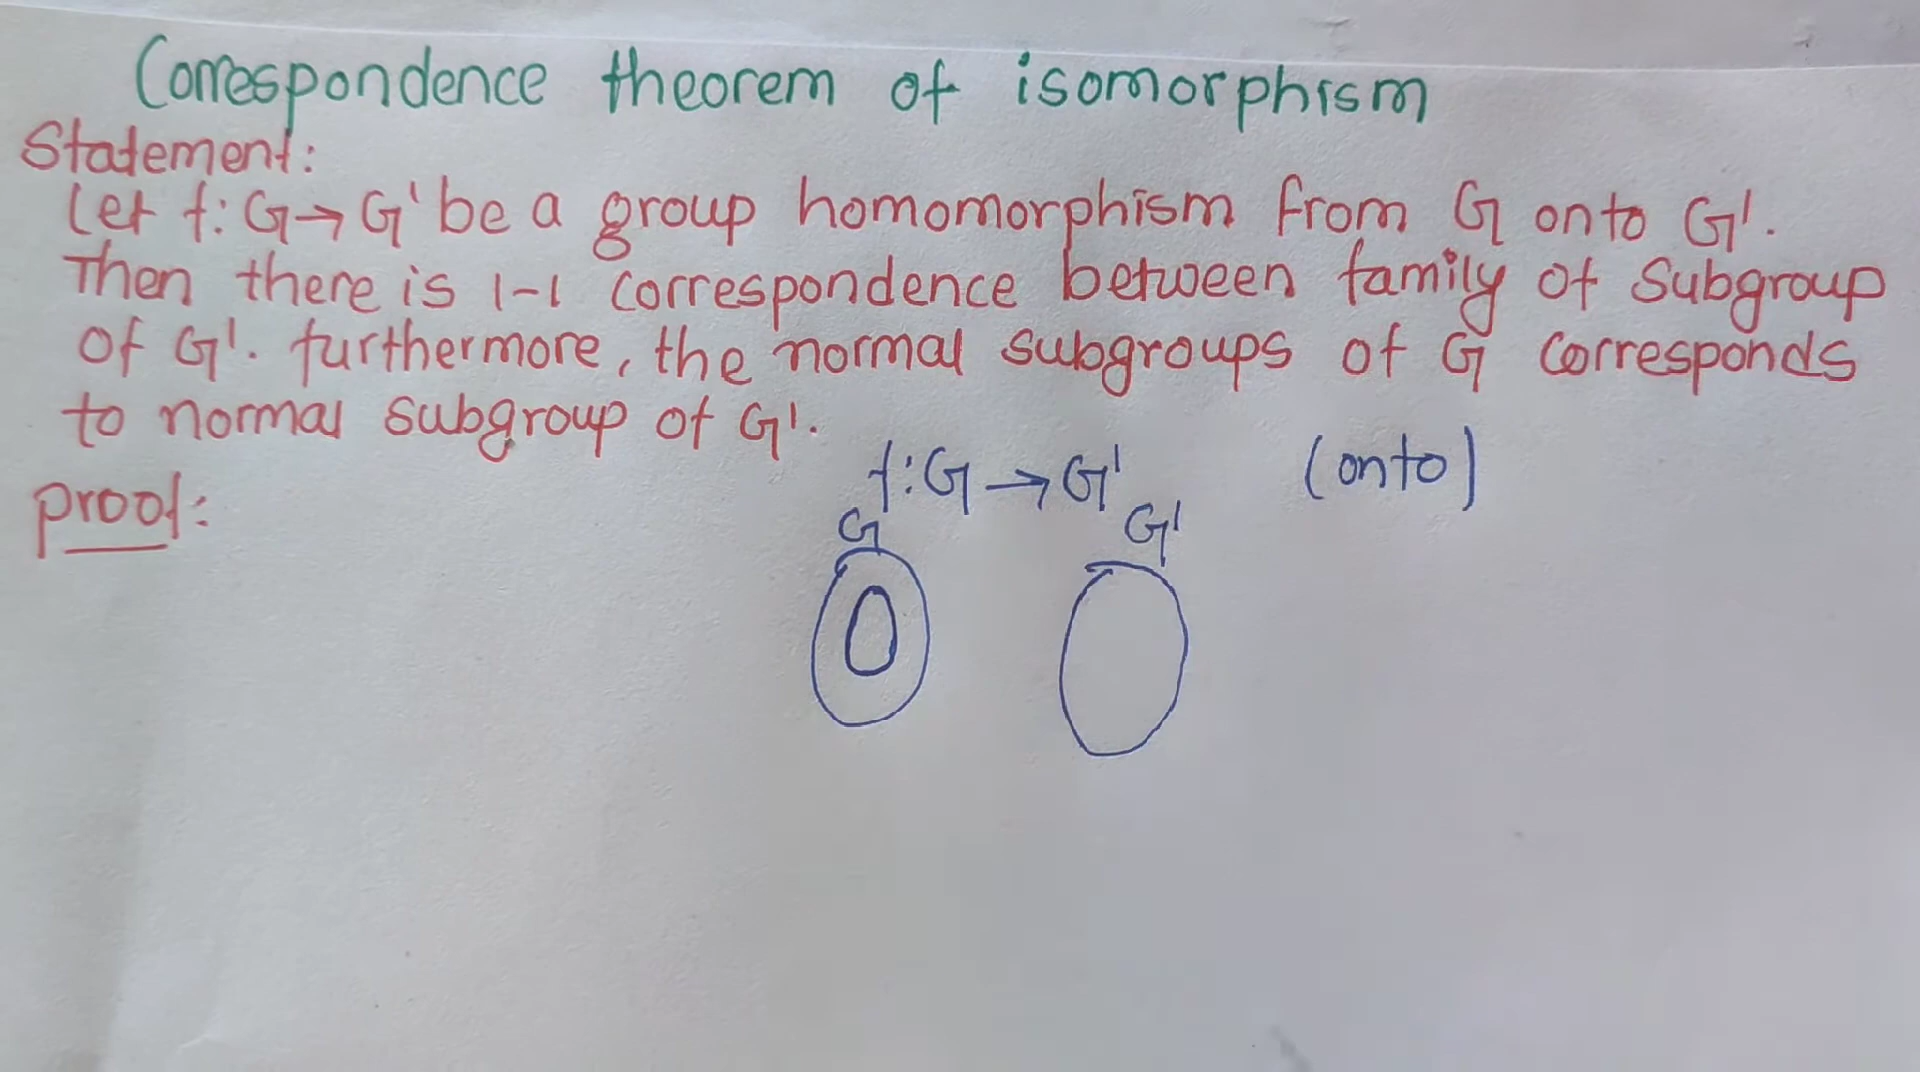 Correspondence theorem of isomorphism
Statement:
Let f: G→G' be a group homomorphism from G onto G'.
Then there is 1-1 correspondence between family of subgroup
of G'. furthermore, the normal subgroups of G corresponds
to normal subgroup of G'.
f: G → G' (onto)
proof:
G G'